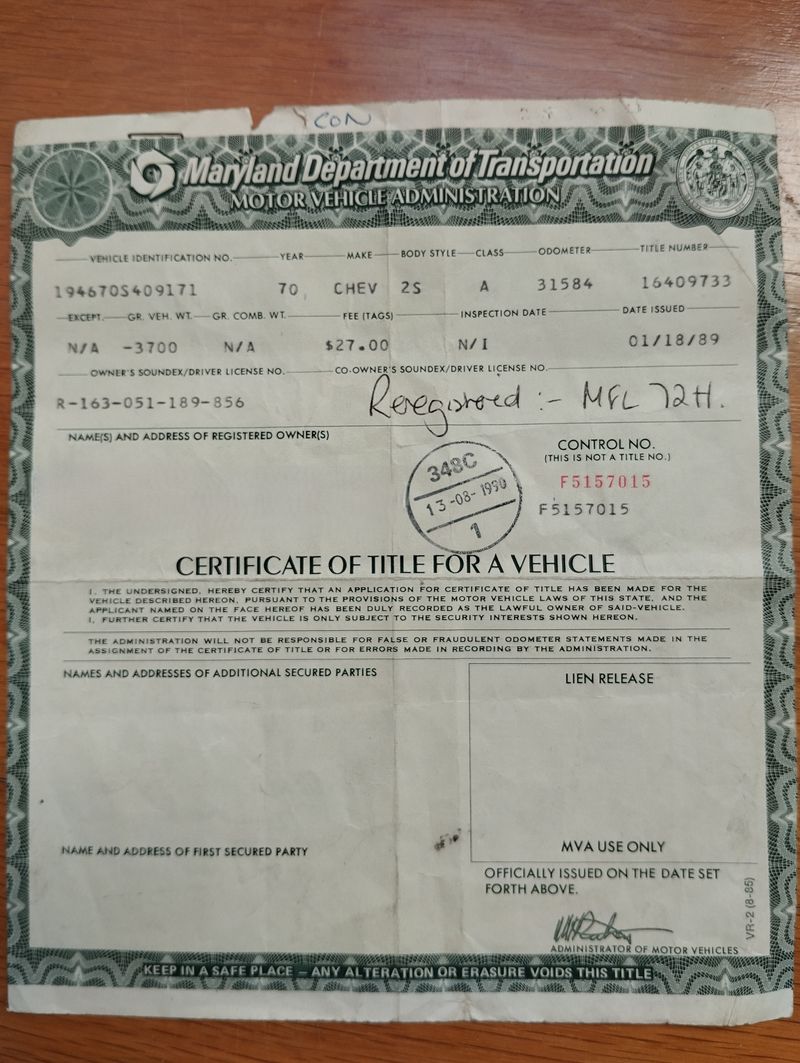 CON
Maryland Department of Transportation
MOTOR VEHICLE ADMINISTRATION
VEHICLE IDENTIFICATION NO. YEAR MAKE BODY STYLE CLASS ODOMETER TITLE NUMBER
194670S409171 70 CHEV 2S A 31584 16409733
EXCEPT. GR. VEH. WT. GR. COMB. WT. FEE (TAGS) INSPECTION DATE DATE ISSUED
N/A -3700 N/A $27.00 N/I 01/18/89
OWNER'S SOUNDEX/DRIVER LICENSE NO. CO-OWNER'S SOUNDEX/DRIVER LICENSE NO.
R-163-051-189-856 Reregistered :- MFL 72H.
NAME(S) AND ADDRESS OF REGISTERED OWNER(S)
CONTROL NO.
(THIS IS NOT A TITLE NO.)
F5157015
F5157015
348C
13-08-1990
1
CERTIFICATE OF TITLE FOR A VEHICLE
I. THE UNDERSIGNED, HEREBY CERTIFY THAT AN APPLICATION FOR CERTIFICATE OF TITLE HAS BEEN MADE FOR THE
VEHICLE DESCRIBED HEREON, PURSUANT TO THE PROVISIONS OF THE MOTOR VEHICLE LAWS OF THIS STATE, AND THE
APPLICANT NAMED ON THE FACE HEREOF HAS BEEN DULY RECORDED AS THE LAWFUL OWNER OF SAID-VEHICLE.
I, FURTHER CERTIFY THAT THE VEHICLE IS ONLY SUBJECT TO THE SECURITY INTERESTS SHOWN HEREON.
THE ADMINISTRATION WILL NOT BE RESPONSIBLE FOR FALSE OR FRAUDULENT ODOMETER STATEMENTS MADE IN THE
ASSIGNMENT OF THE CERTIFICATE OF TITLE OR FOR ERRORS MADE IN RECORDING BY THE ADMINISTRATION.
NAMES AND ADDRESSES OF ADDITIONAL SECURED PARTIES
LIEN RELEASE
NAME AND ADDRESS OF FIRST SECURED PARTY
MVA USE ONLY
OFFICIALLY ISSUED ON THE DATE SET
FORTH ABOVE.
ADMINISTRATOR OF MOTOR VEHICLES
VR-2 (8-85)
KEEP IN A SAFE PLACE – ANY ALTERATION OR ERASURE VOIDS THIS TITLE